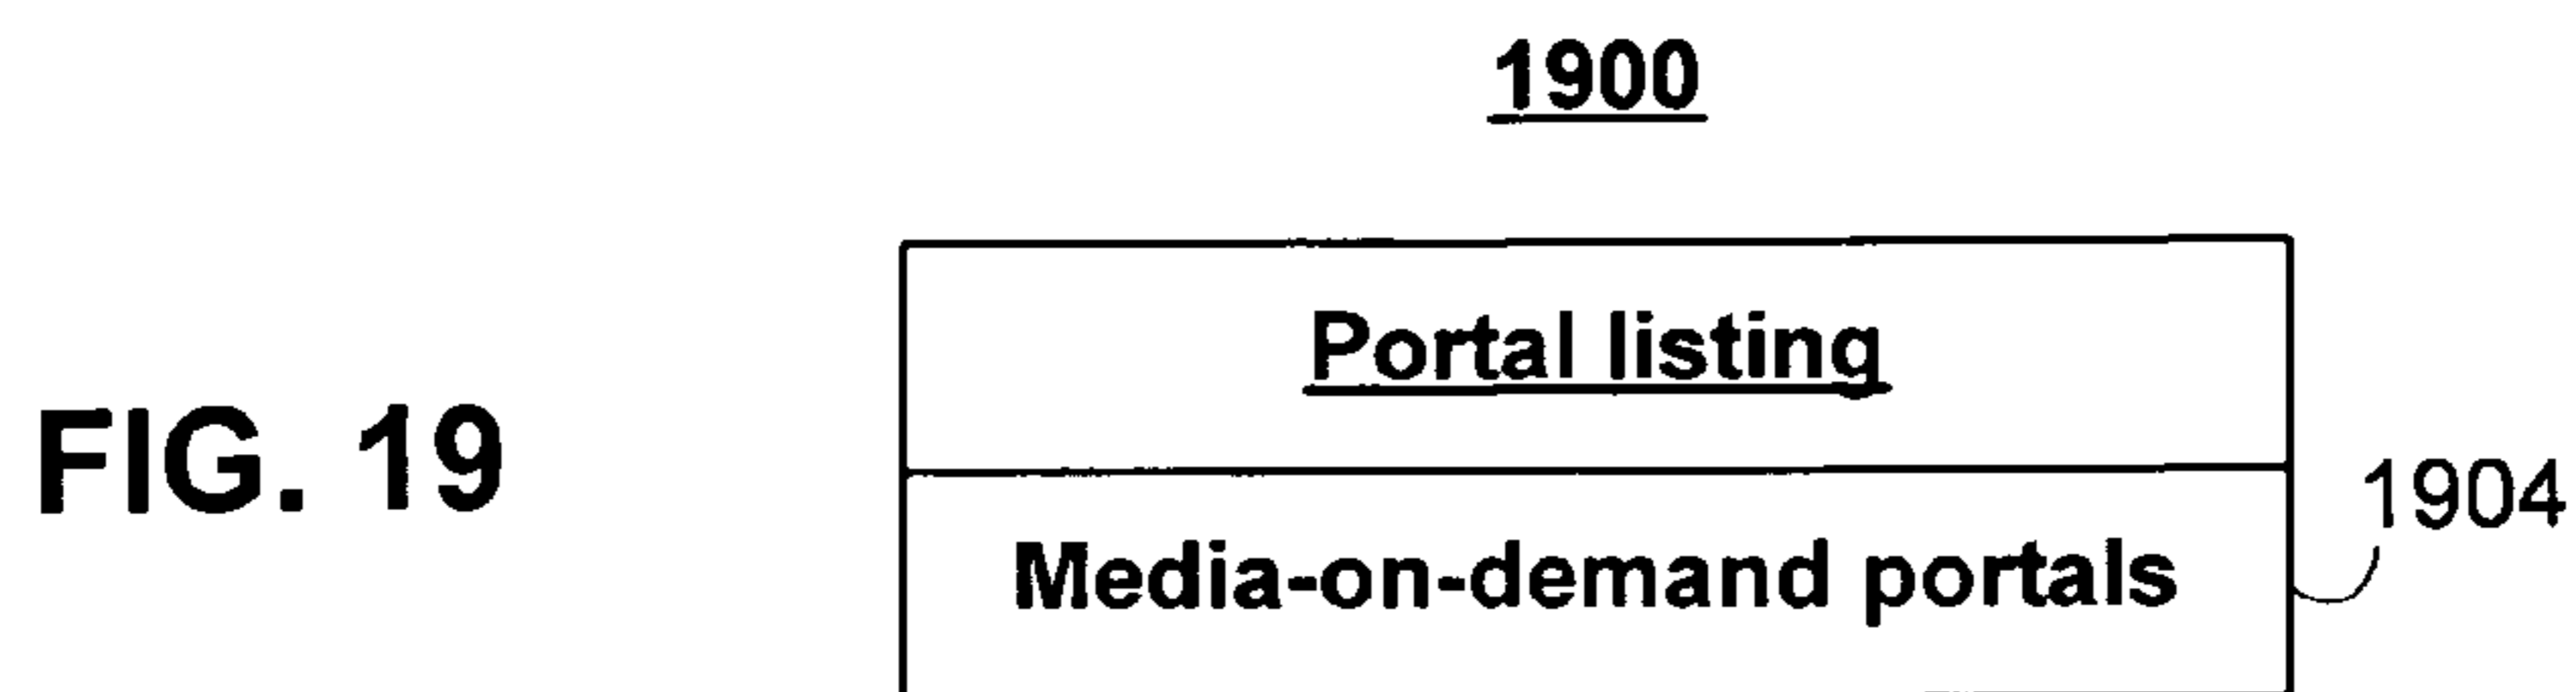 1900
Portal listing
FIG. 19
1904
Media-on-demand portals